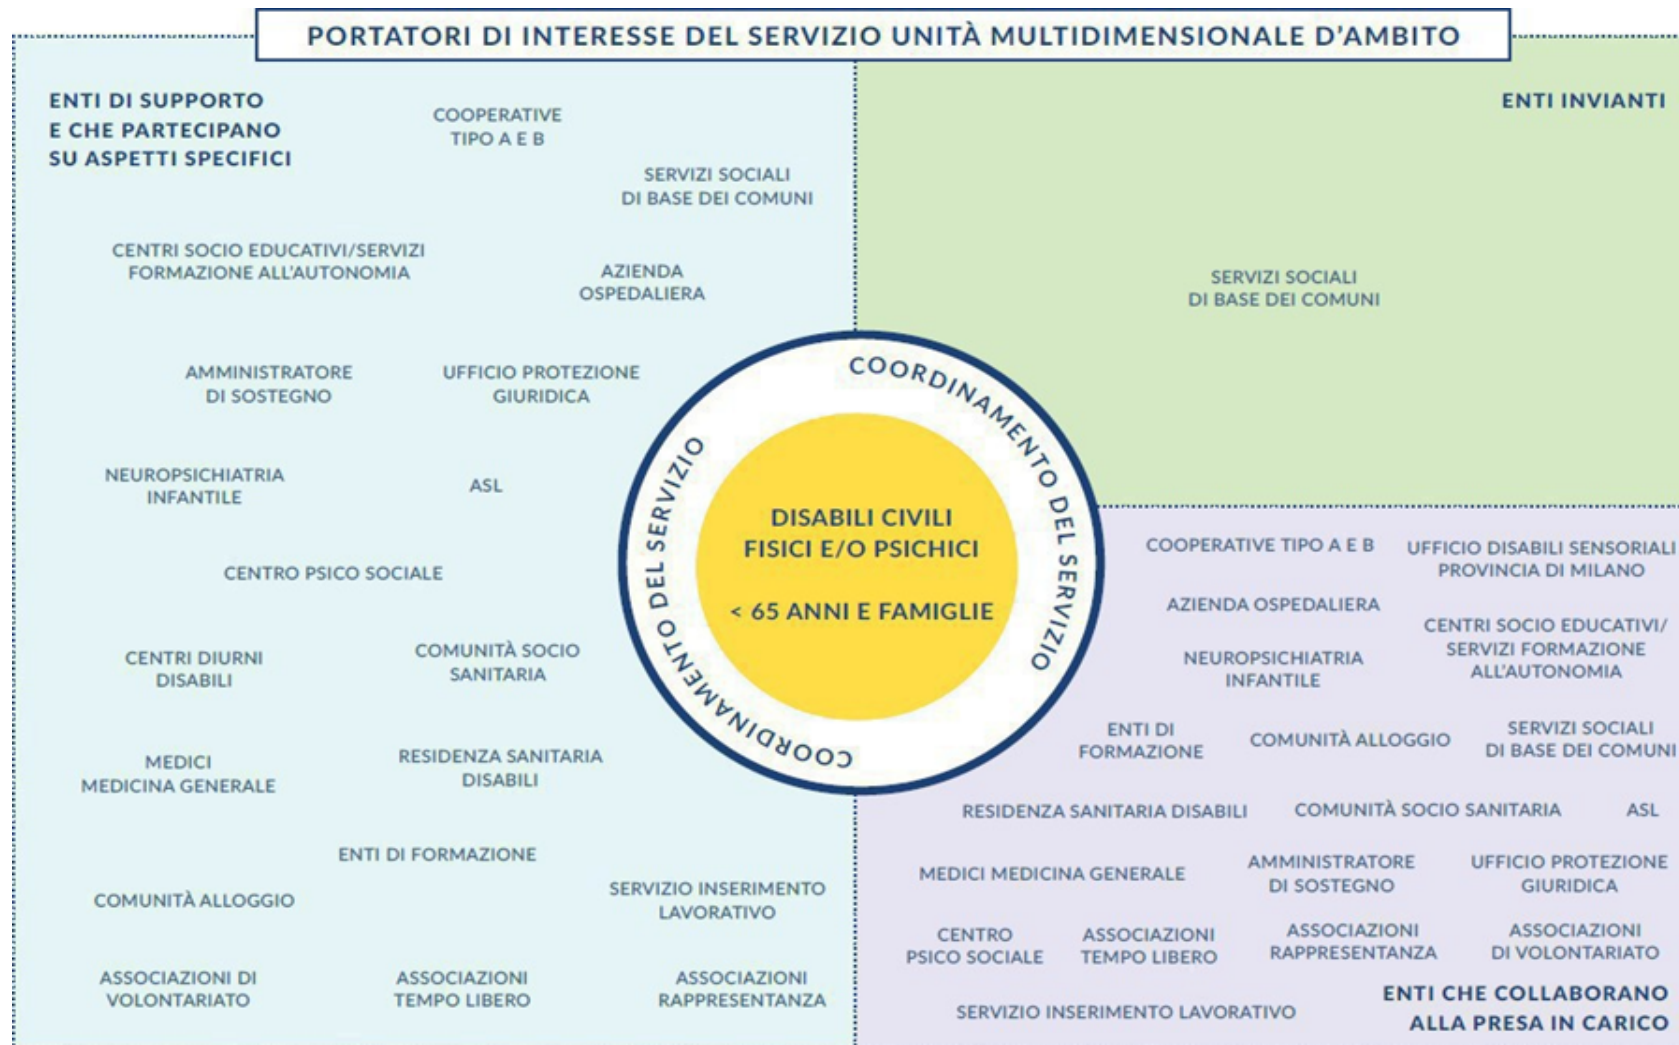 PORTATORI DI INTERESSE DEL SERVIZIO UNITÀ MULTIDIMENSIONALE D'AMBITO
ENTI DI SUPPORTO
E CHE PARTECIPANO
SU ASPETTI SPECIFICI
COOPERATIVE
TIPO A E B
SERVIZI SOCIALI
DI BASE DEI COMUNI
CENTRI SOCIO EDUCATIVI/SERVIZI
FORMAZIONE ALL'AUTONOMIA
AZIENDA
OSPEDALIERA
AMMINISTRATORE
DI SOSTEGNO
UFFICIO PROTEZIONE
GIURIDICA
NEUROPSICHIATRIA
INFANTILE
ASL
CENTRO PSICO SOCIALE
CENTRI DIURNI
DISABILI
COMUNITÀ SOCIO
SANITARIA
MEDICI
MEDICINA GENERALE
RESIDENZA SANITARIA
DISABILI
ENTI DI FORMAZIONE
COMUNITÀ ALLOGGIO
SERVIZIO INSERIMENTO
LAVORATIVO
ASSOCIAZIONI DI
VOLONTARIATO
ASSOCIAZIONI
TEMPO LIBERO
ASSOCIAZIONI
RAPPRESENTANZA
ENTI INVIANTI
SERVIZI SOCIALI
DI BASE DEI COMUNI
COORDINAMENTO DEL SERVIZIO
COORDINAMENTO DEL SERVIZIO
DISABILI CIVILI
FISICI E/O PSICHICI
< 65 ANNI E FAMIGLIE
COOPERATIVE TIPO A E B
UFFICIO DISABILI SENSORIALI
PROVINCIA DI MILANO
AZIENDA OSPEDALIERA
CENTRI SOCIO EDUCATIVI/
SERVIZI FORMAZIONE
ALL'AUTONOMIA
NEUROPSICHIATRIA
INFANTILE
ENTI DI
FORMAZIONE
COMUNITÀ ALLOGGIO
SERVIZI SOCIALI
DI BASE DEI COMUNI
RESIDENZA SANITARIA DISABILI
COMUNITÀ SOCIO SANITARIA
ASL
MEDICI MEDICINA GENERALE
AMMINISTRATORE
DI SOSTEGNO
UFFICIO PROTEZIONE
GIURIDICA
CENTRO
PSICO SOCIALE
ASSOCIAZIONI
TEMPO LIBERO
ASSOCIAZIONI
RAPPRESENTANZA
ASSOCIAZIONI
DI VOLONTARIATO
SERVIZIO INSERIMENTO LAVORATIVO
ENTI CHE COLLABORANO
ALLA PRESA IN CARICO